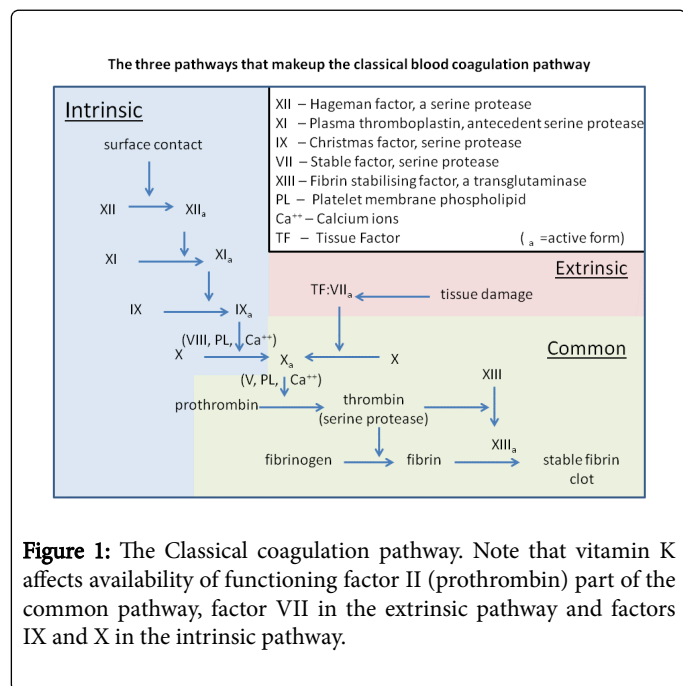 The three pathways that makeup the classical blood coagulation pathway
Intrinsic
surface contact
XII
XIIa
XI
XIa
IX
IXa
(VIII, PL, Ca⁺⁺)
X
XII – Hageman factor, a serine protease
XI – Plasma thromboplastin, antecedent serine protease
IX – Christmas factor, serine protease
VII – Stable factor, serine protease
XIII – Fibrin stabilising factor, a transglutaminase
PL – Platelet membrane phospholipid
Ca⁺⁺ – Calcium ions
TF – Tissue Factor ( a =active form)
Extrinsic
TF:VIIa
tissue damage
Common
Xa
X
(V, PL, Ca⁺⁺)
XIII
prothrombin
thrombin
(serine protease)
XIIIa
fibrinogen
fibrin
stable fibrin
clot
Figure 1: The Classical coagulation pathway. Note that vitamin K
affects availability of functioning factor II (prothrombin) part of the
common pathway, factor VII in the extrinsic pathway and factors
IX and X in the intrinsic pathway.